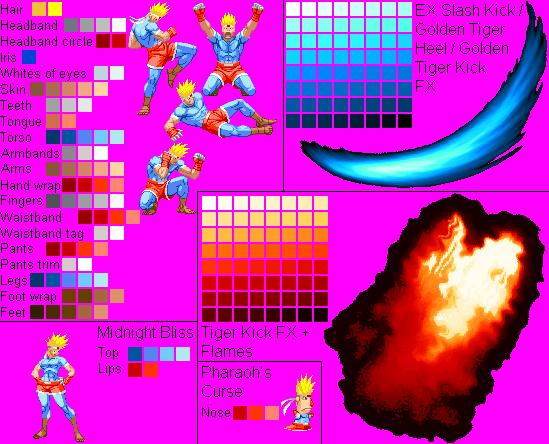 Hair
Headband
Headband circle
Iris
Whites of eyes
Skin
Teeth
Tongue
Torso
Armbands
Arms
Hand wrap
Fingers
Waistband
Waistband tag
Pants
Pants trim
Legs
Foot wrap
Feet
EX Slash Kick /
Golden Tiger
Heel / Golden
Tiger Kick
FX
Midnight Bliss
Top
Lips
Tiger Kick FX +
Flames
Pharaoh's
Curse
Nose